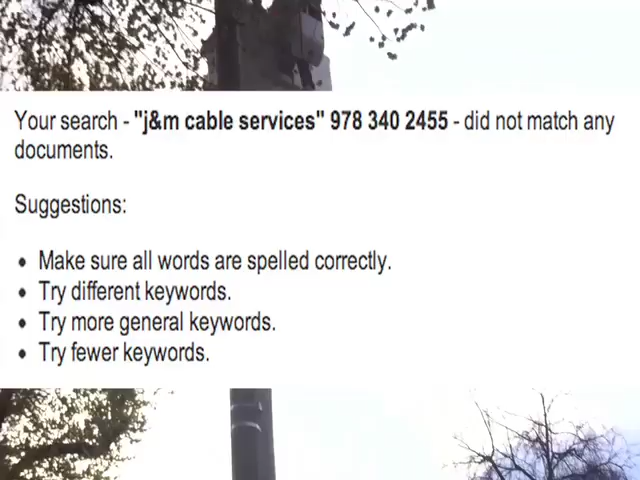 Your search - "j&m cable services" 978 340 2455 - did not match any
documents.
Suggestions:
• Make sure all words are spelled correctly.
• Try different keywords.
• Try more general keywords.
• Try fewer keywords.